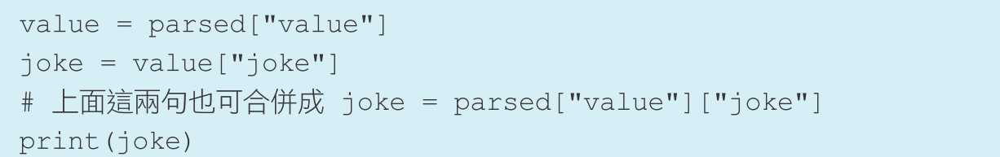 value = parsed["value"]
joke = value["joke"]
# 上面這兩句也可合併成 joke = parsed["value"]["joke"]
print(joke)